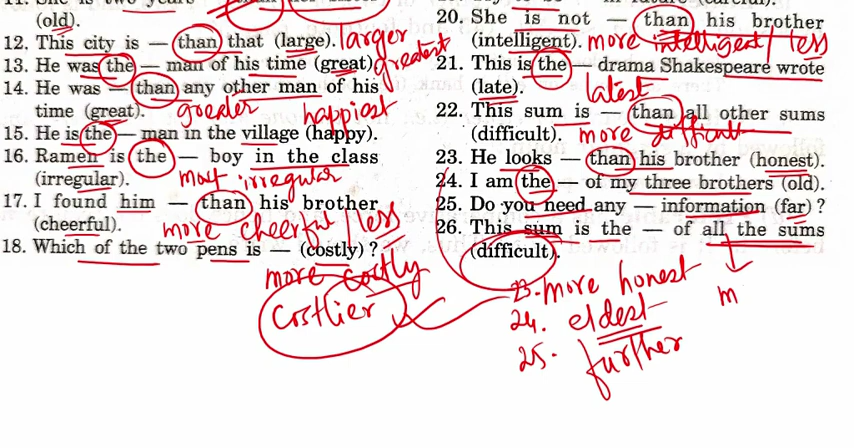 (old).
12. This city is — than that (large). larger
13. He was the — man of his time (great). greatest
14. He was — than any other man of his
time (great). greater happiest
15. He is the — man in the village (happy).
16. Ramen is the — boy in the class
(irregular). most irregular
17. I found him — than his brother
(cheerful). more cheerful / less
18. Which of the two pens is — (costly) ?
more costly
costlier
20. She is not — than his brother
(intelligent). more intelligent / less
21. This is the — drama Shakespeare wrote
(late). latest
22. This sum is — than all other sums
(difficult). more difficult
23. He looks — than his brother (honest).
24. I am the — of my three brothers (old).
25. Do you need any — information (far) ?
26. This sum is the — of all the sums
(difficult).
23. more honest
m
24. eldest
25. further